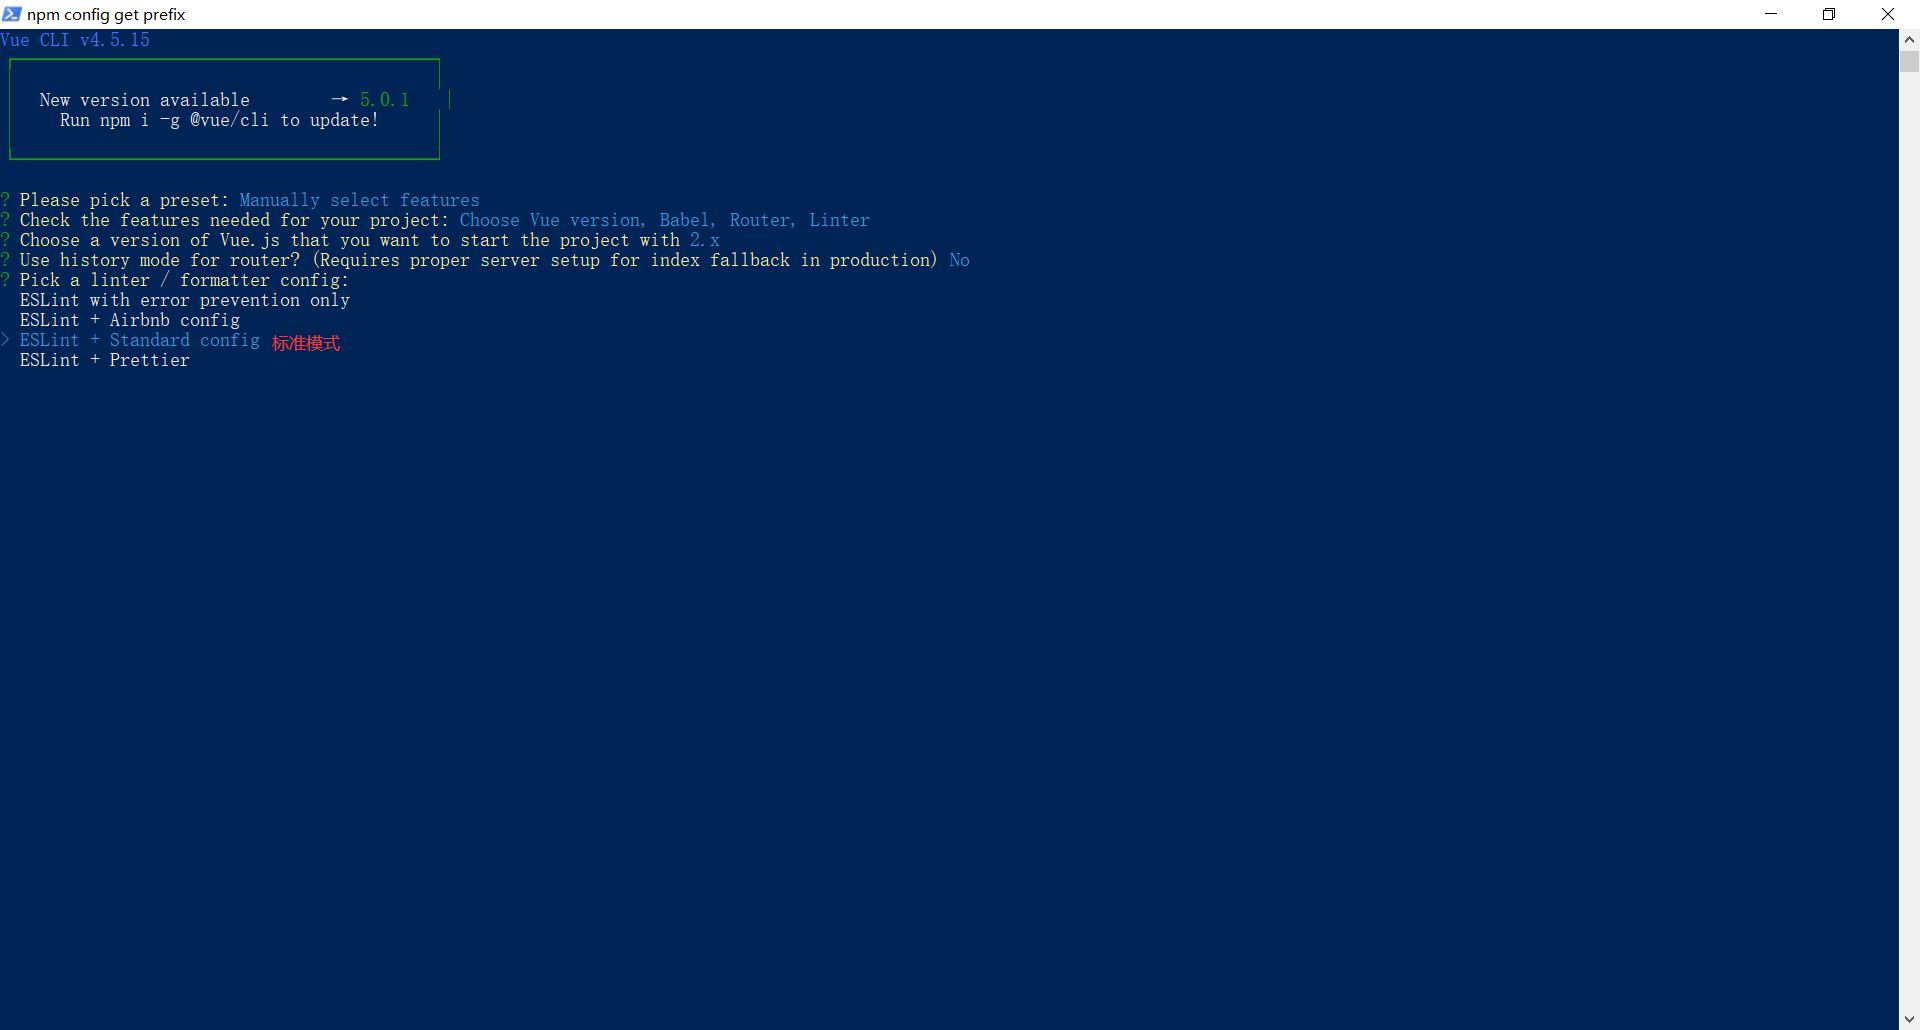 npm config get prefix
Vue CLI v4.5.15
New version available → 5.0.1
Run npm i -g @vue/cli to update!
? Please pick a preset: Manually select features
? Check the features needed for your project: Choose Vue version, Babel, Router, Linter
? Choose a version of Vue.js that you want to start the project with 2.x
? Use history mode for router? (Requires proper server setup for index fallback in production) No
? Pick a linter / formatter config:
ESLint with error prevention only
ESLint + Airbnb config
> ESLint + Standard config 标准模式
ESLint + Prettier